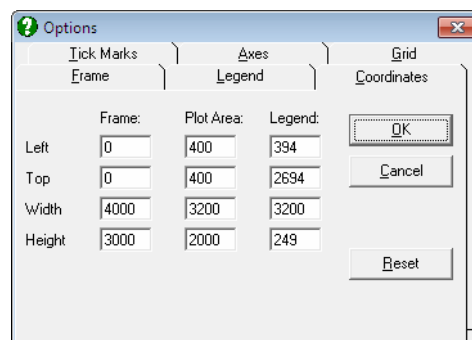 Options
Tick Marks Axes Grid
Frame Legend Coordinates
Frame: Plot Area: Legend:
OK
Left 0 400 394
Cancel
Top 0 400 2694
Width 4000 3200 3200
Height 3000 2000 249
Reset